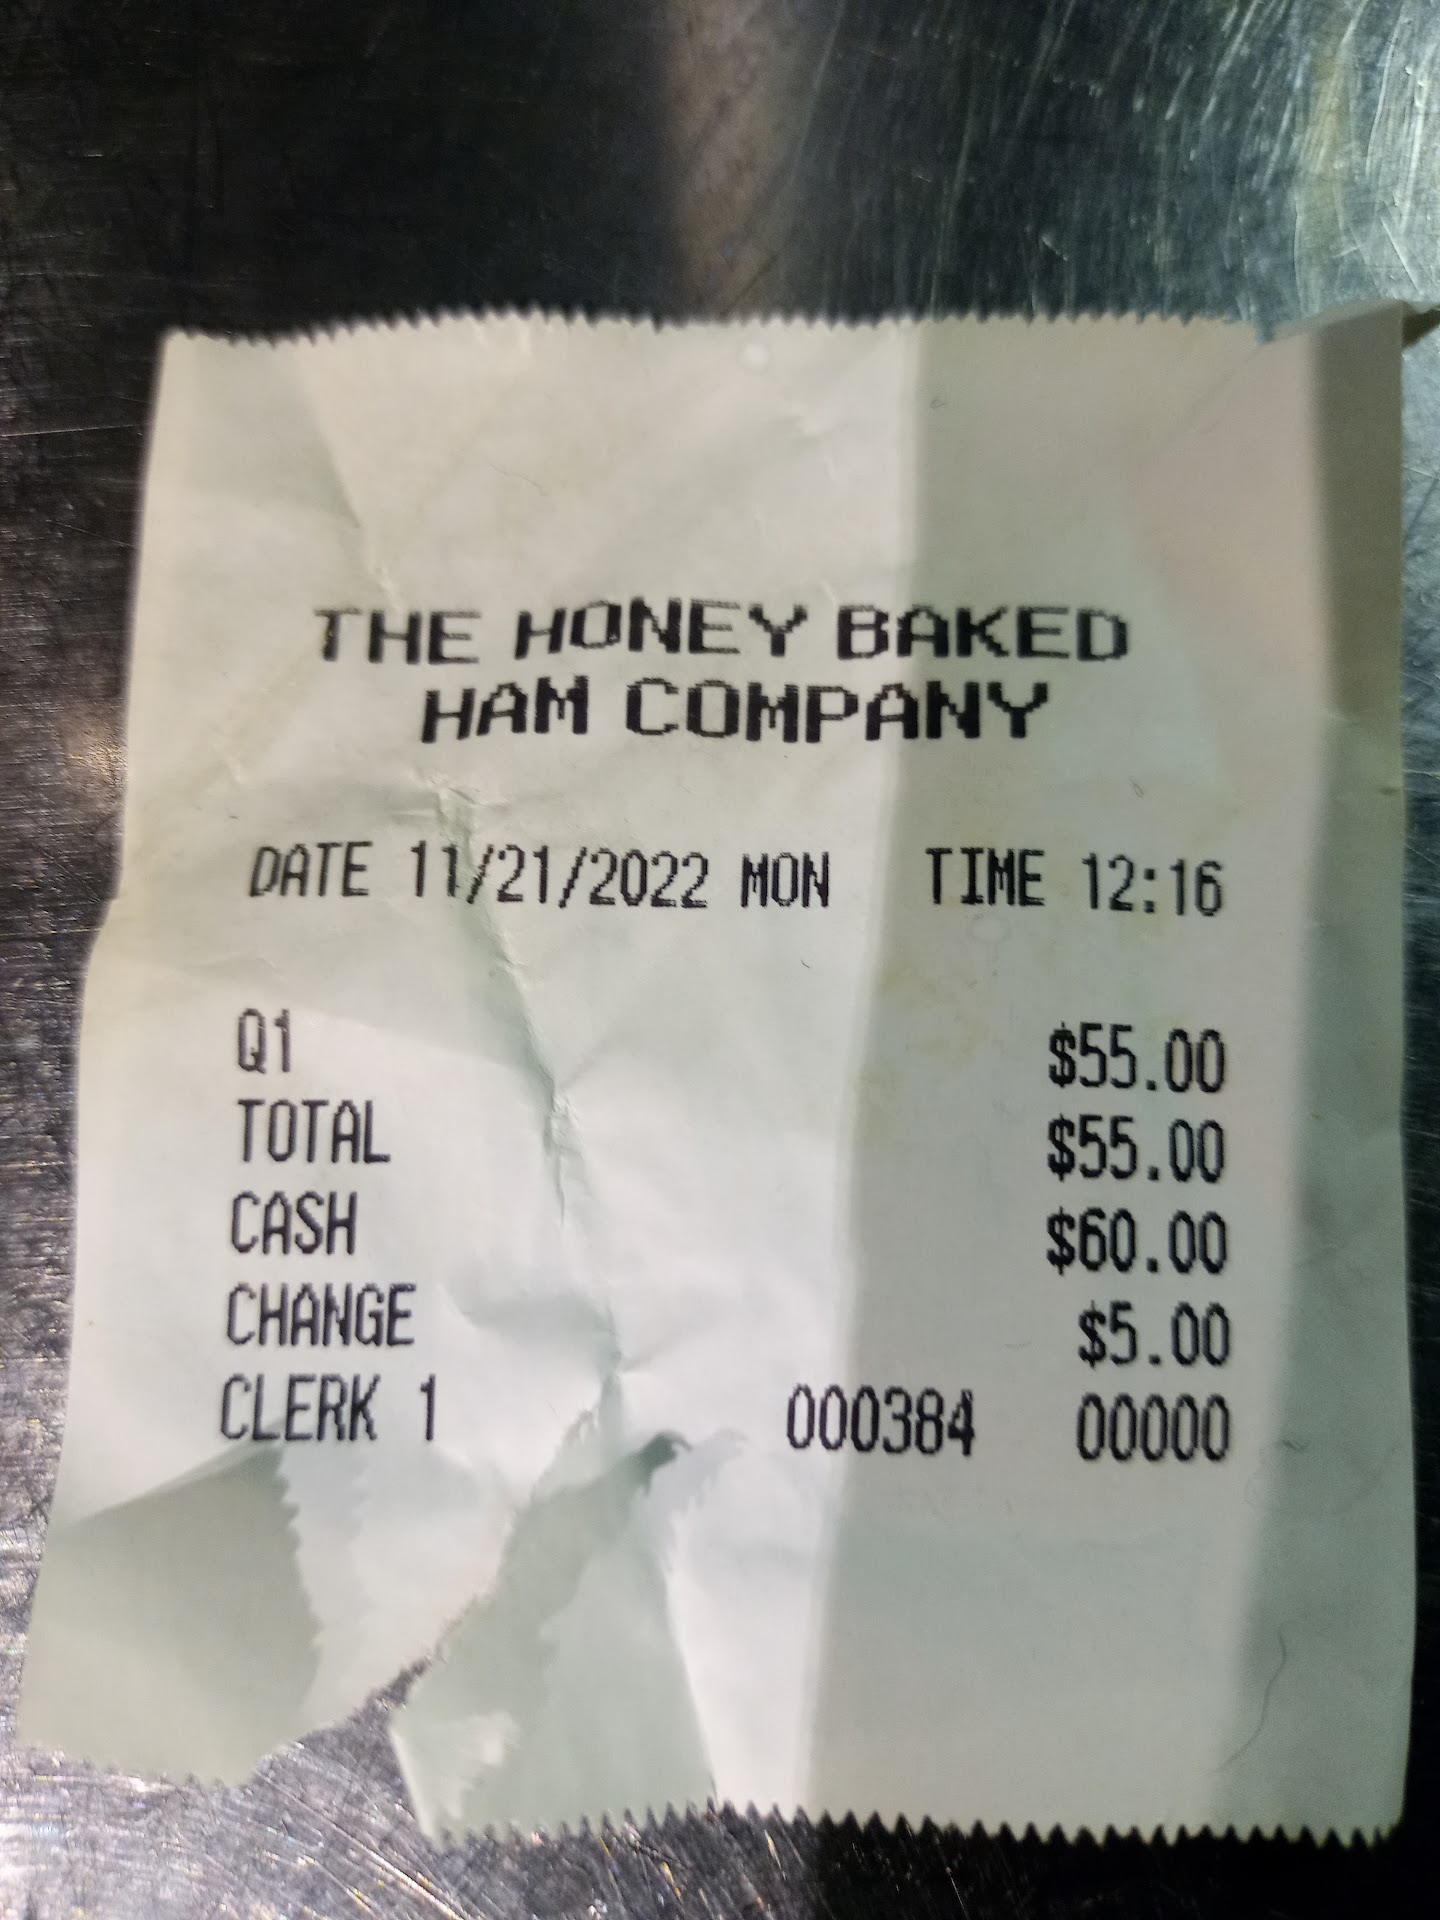 THE HONEY BAKED
HAM COMPANY
DATE 11/21/2022 MON TIME 12:16
Q1 $55.00
TOTAL $55.00
CASH $60.00
CHANGE $5.00
CLERK 1 000384 00000